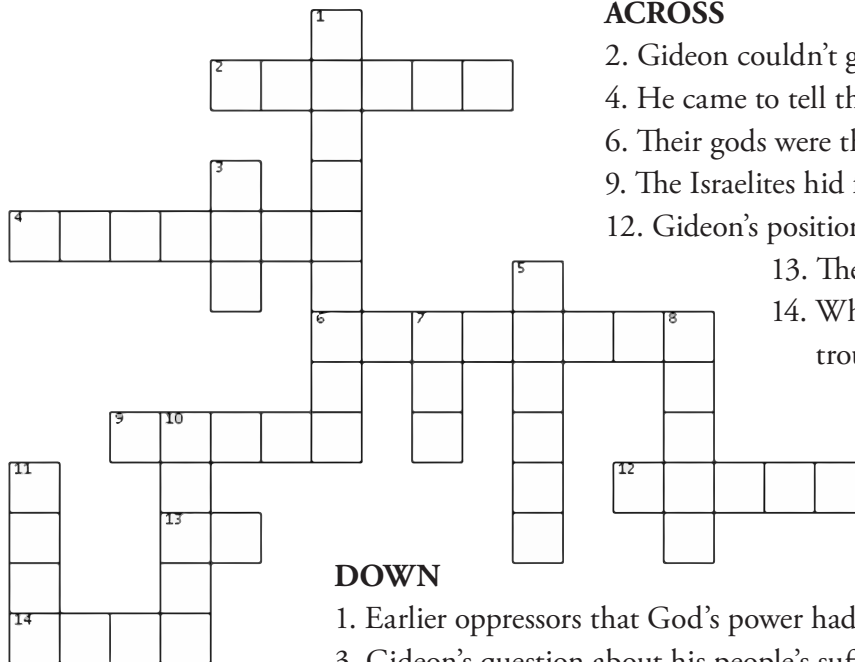 1
2
3
4
5
6 7 8
9 10
11
12
13
14
ACROSS
2. Gideon couldn't g
4. He came to tell th
6. Their gods were th
9. The Israelites hid
12. Gideon's position
13. The
14. Wh
trou
DOWN
1. Earlier oppressors that God's power had
3. Gideon's question about his people's suf